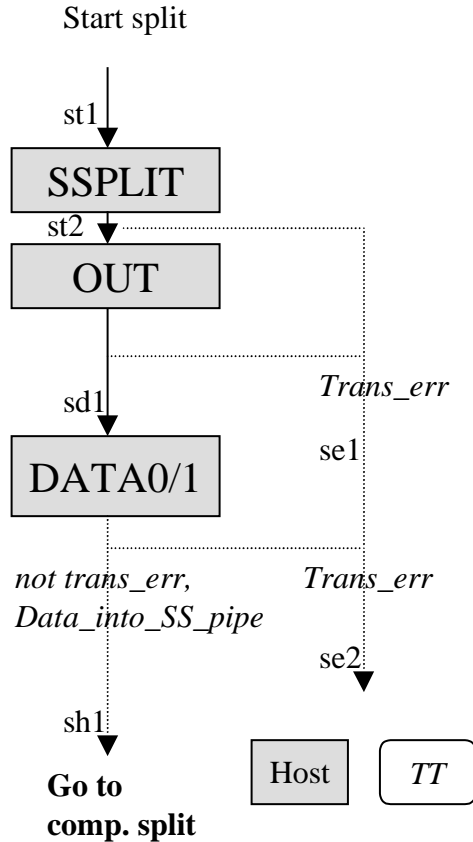 Start split
st1
SSPLIT
st2
OUT
Trans_err
sd1
se1
DATA0/1
not trans_err,
Data_into_SS_pipe
Trans_err
se2
sh1
Host
TT
Go to
comp. split